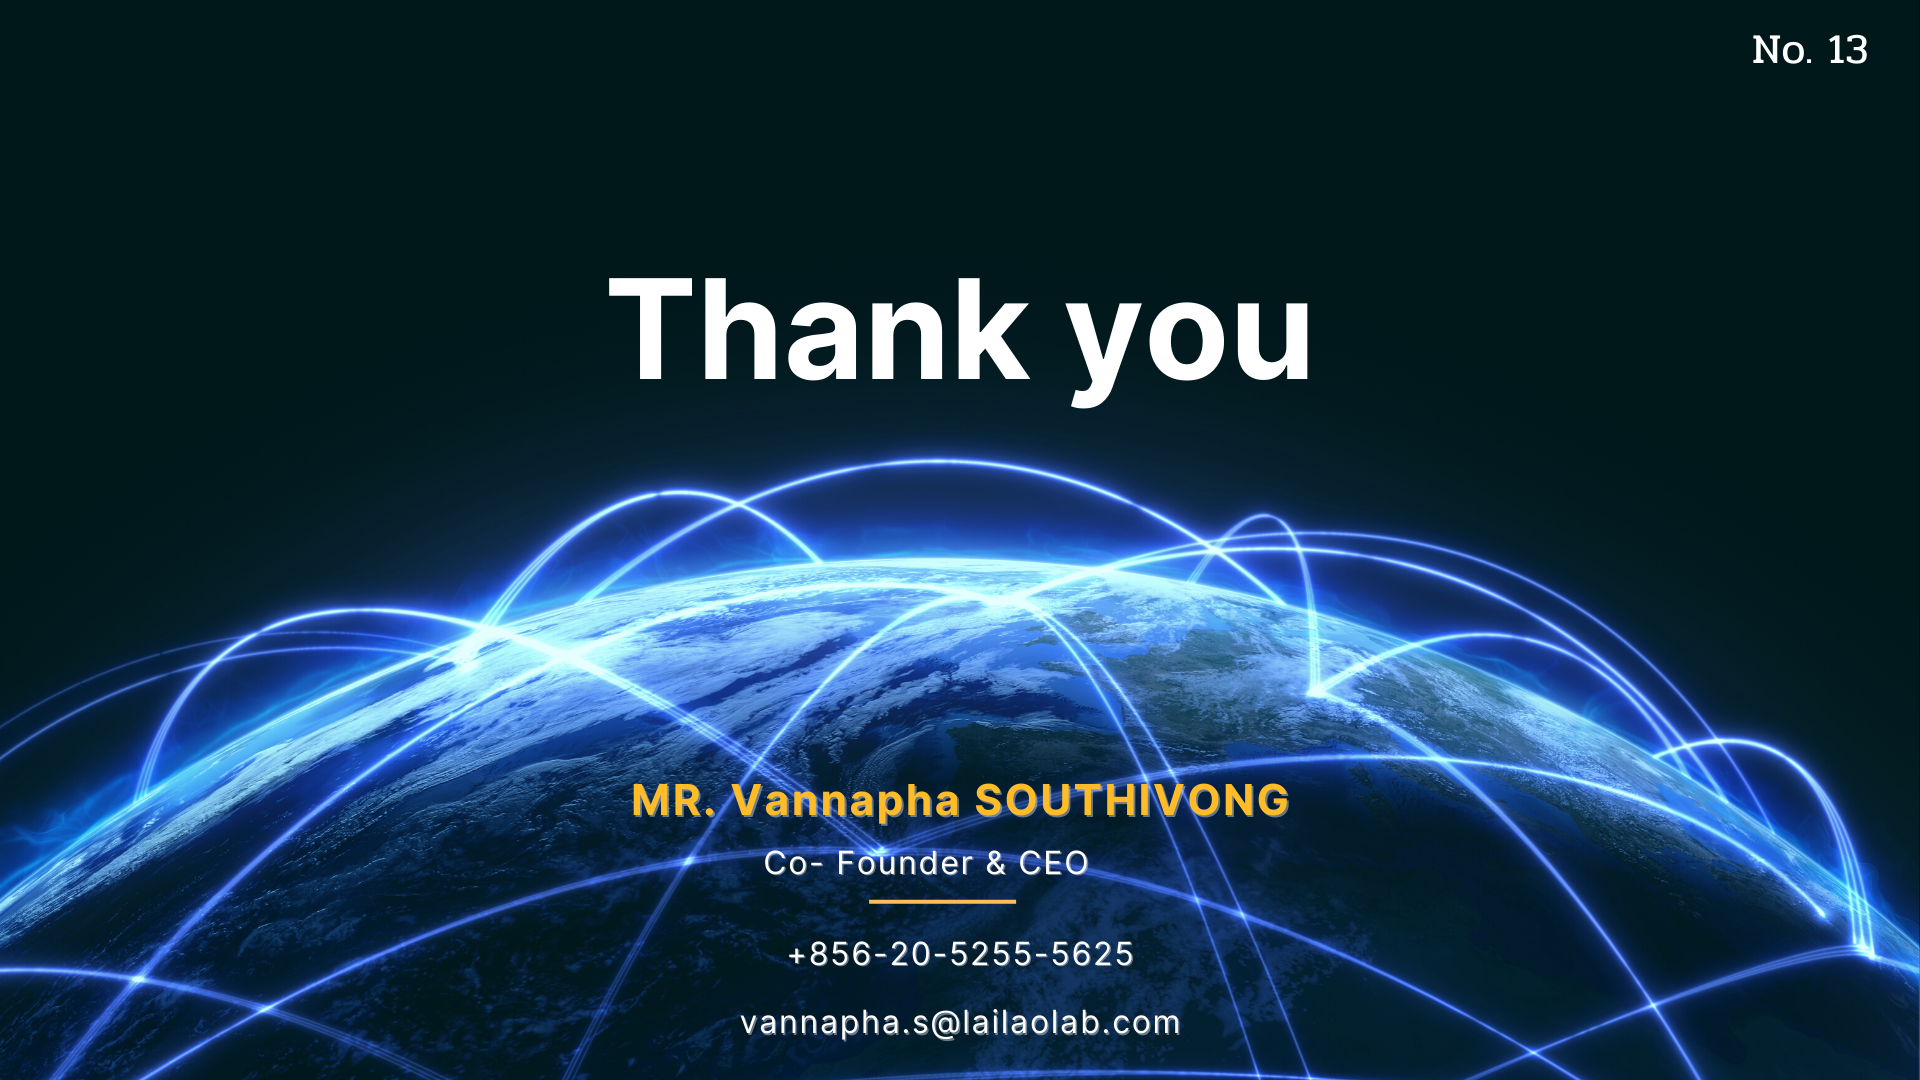 No. 13
Thank you
MR. Vannapha SOUTHIVONG
Co- Founder & CEO
+856-20-5255-5625
vannapha.s@lailaolab.com